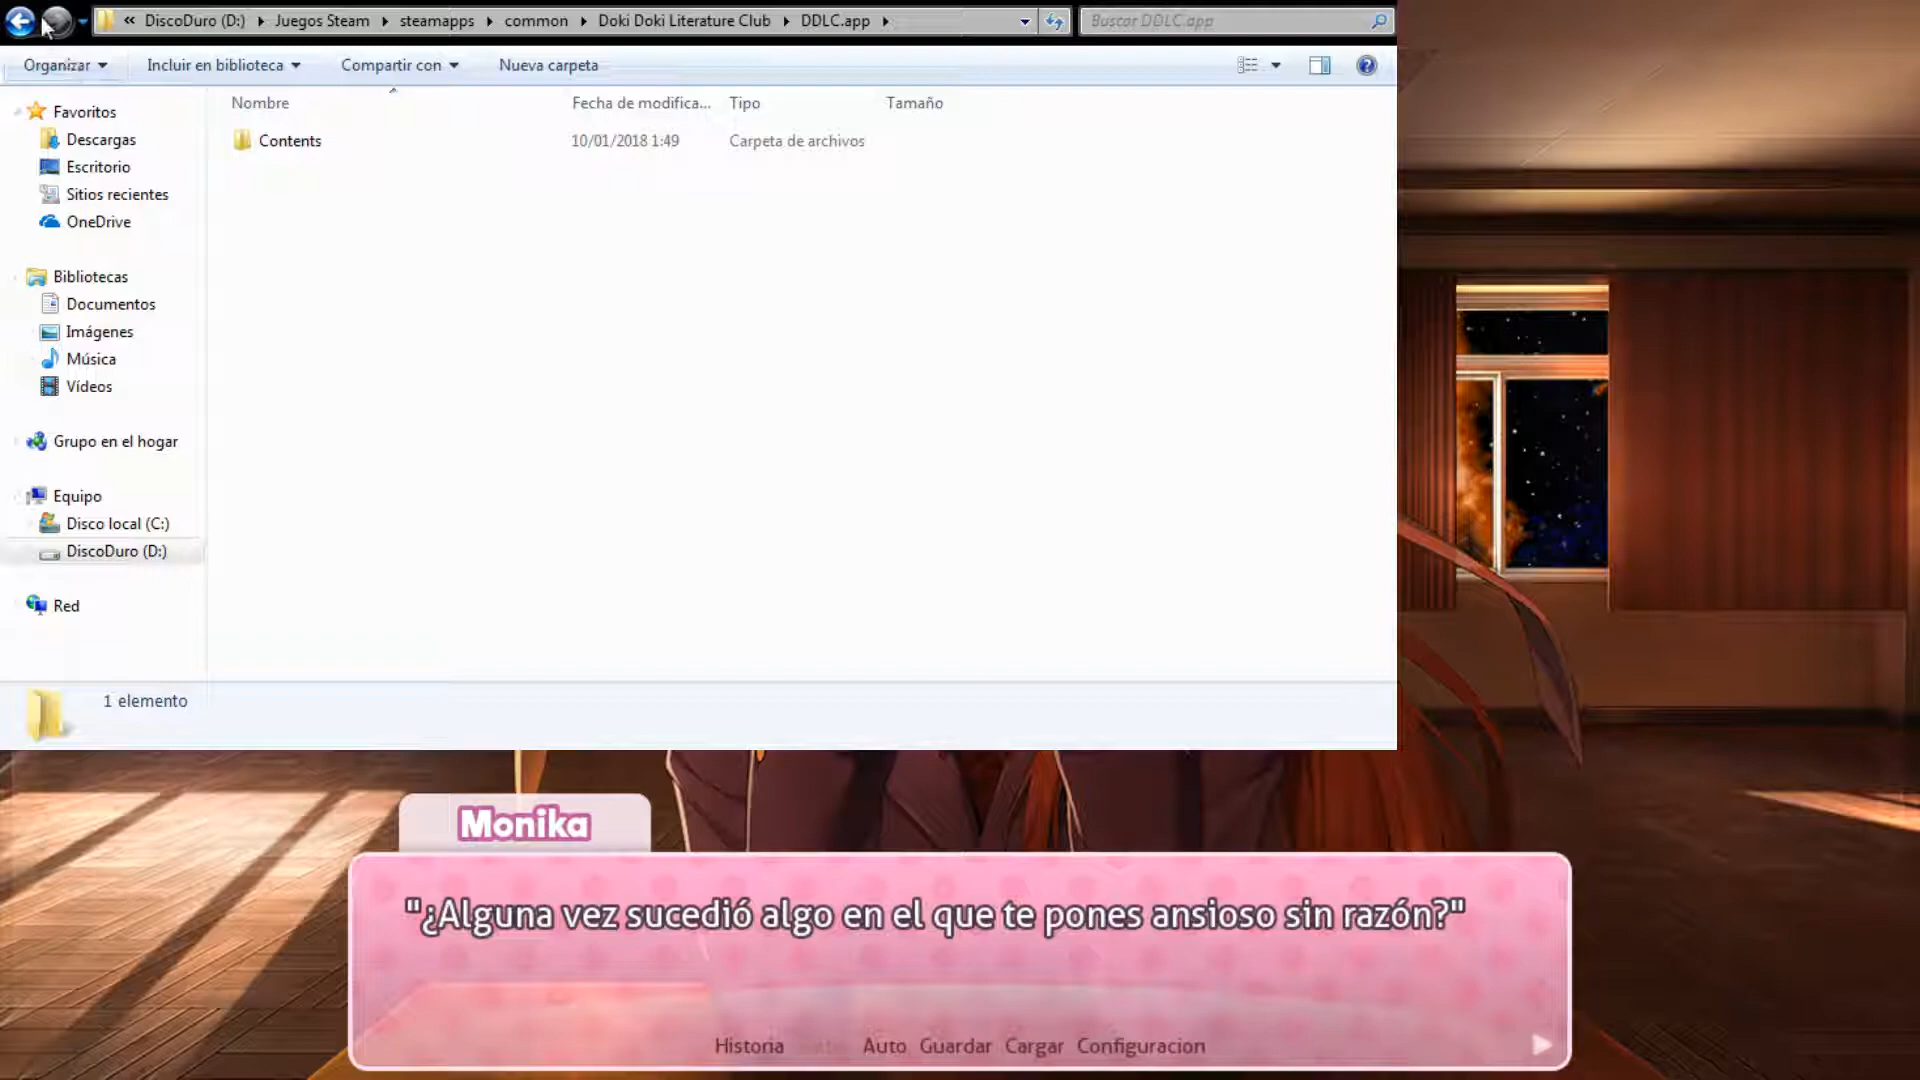 « DiscoDuro (D:) ▸ Juegos Steam ▸ steamapps ▸ common ▸ Doki Doki Literature Club ▸ DDLC.app ▸
Buscar DDLC.app
Organizar Incluir en biblioteca Compartir con Nueva carpeta
Nombre Fecha de modifica... Tipo Tamaño
Contents 10/01/2018 1:49 Carpeta de archivos
Favoritos
Descargas
Escritorio
Sitios recientes
OneDrive
Bibliotecas
Documentos
Imágenes
Música
Vídeos
Grupo en el hogar
Equipo
Disco local (C:)
DiscoDuro (D:)
Red
1 elemento
Monika
"¿Alguna vez sucedió algo en el que te pones ansioso sin razón?"
Historia Auto Guardar Cargar Configuracion